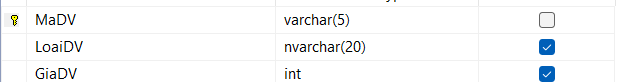 MaDV varchar(5)
LoaiDV nvarchar(20)
GiaDV int